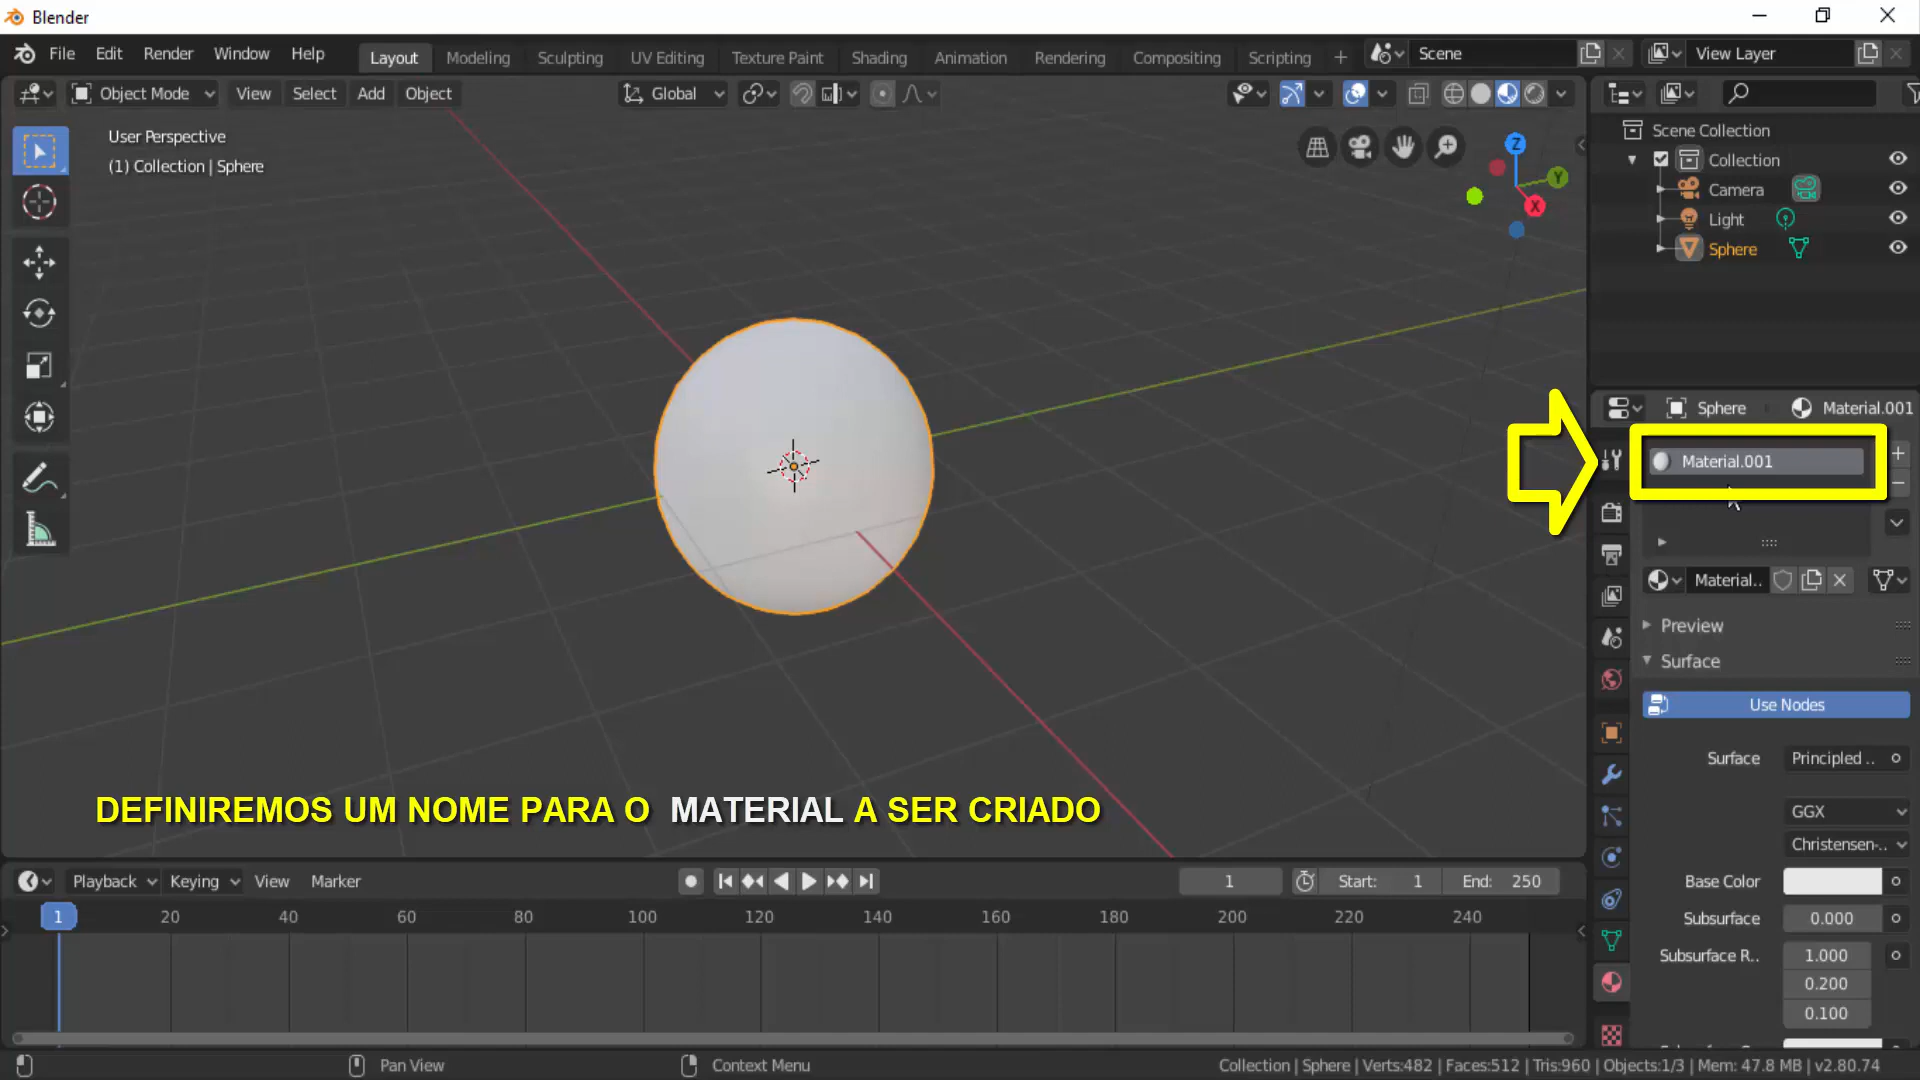 Blender
File Edit Render Window Help Layout Modeling Sculpting UV Editing Texture Paint Shading Animation Rendering Compositing Scripting + Scene View Layer
Object Mode View Select Add Object Global
User Perspective
(1) Collection | Sphere
Z
Y
X
Scene Collection
Collection
Camera
Light
Sphere
Sphere Material.001
Material.001
Material..
Preview
Surface
Use Nodes
Surface Principled ..
GGX
Christensen-..
Base Color
Subsurface 0.000
Subsurface R.. 1.000
0.200
0.100
DEFINIREMOS UM NOME PARA O MATERIAL A SER CRIADO
Playback Keying View Marker 1 Start: 1 End: 250
1 20 40 60 80 100 120 140 160 180 200 220 240
Pan View Context Menu Collection | Sphere | Verts:482 | Faces:512 | Tris:960 | Objects:1/3 | Mem: 47.8 MB | v2.80.74